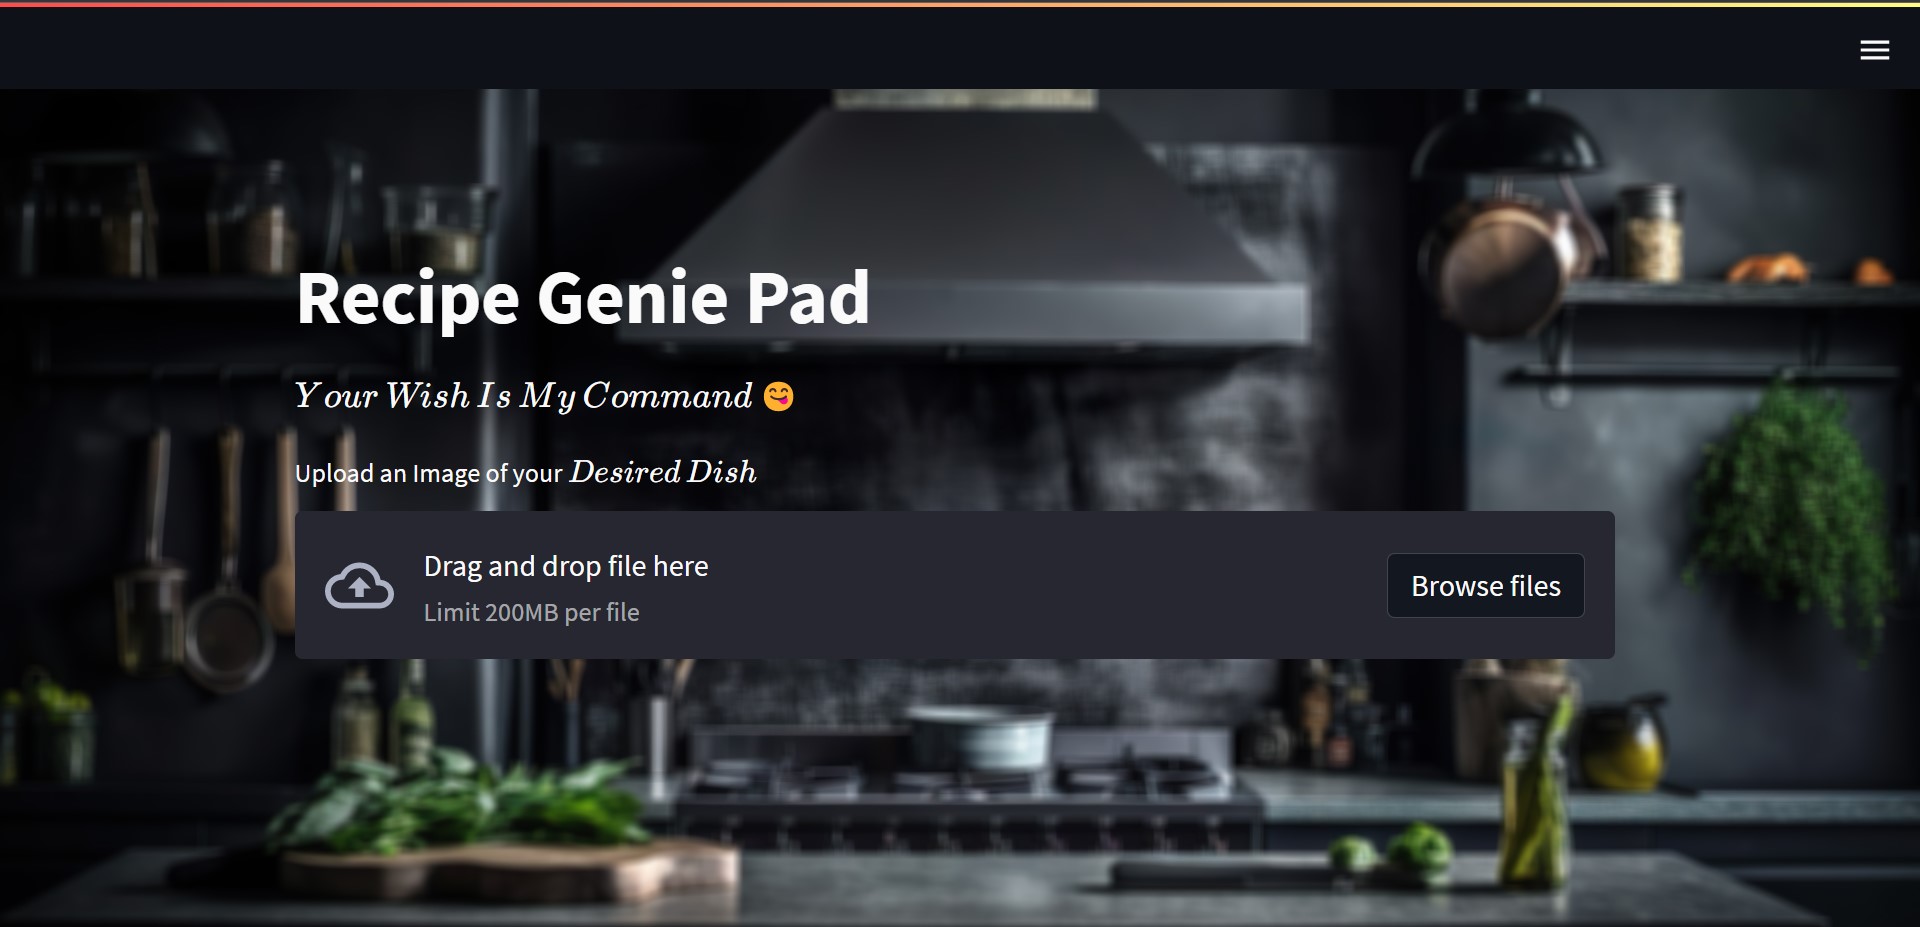 Recipe Genie Pad
Your Wish Is My Command 😋
Upload an Image of your Desired Dish
Drag and drop file here
Limit 200MB per file
Browse files